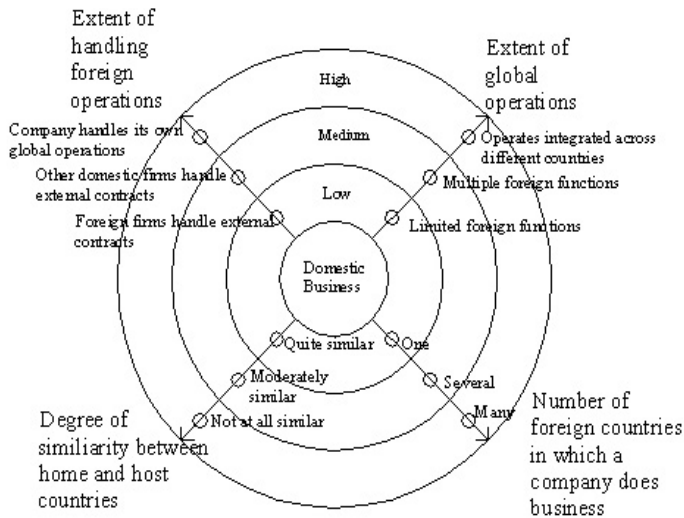 Extent of
handling
foreign
operations
Extent of
global
operations
High
Medium
Low
Company handles its own
global operations
Other domestic firms handle
external contracts
Foreign firms handle external
contracts
Operates integrated across
different countries
Multiple foreign functions
Limited foreign functions
Domestic
Business
Quite similar
Moderately
similar
Not at all similar
One
Several
Many
Degree of
similiarity between
home and host
countries
Number of
foreign countries
in which a
company does
business